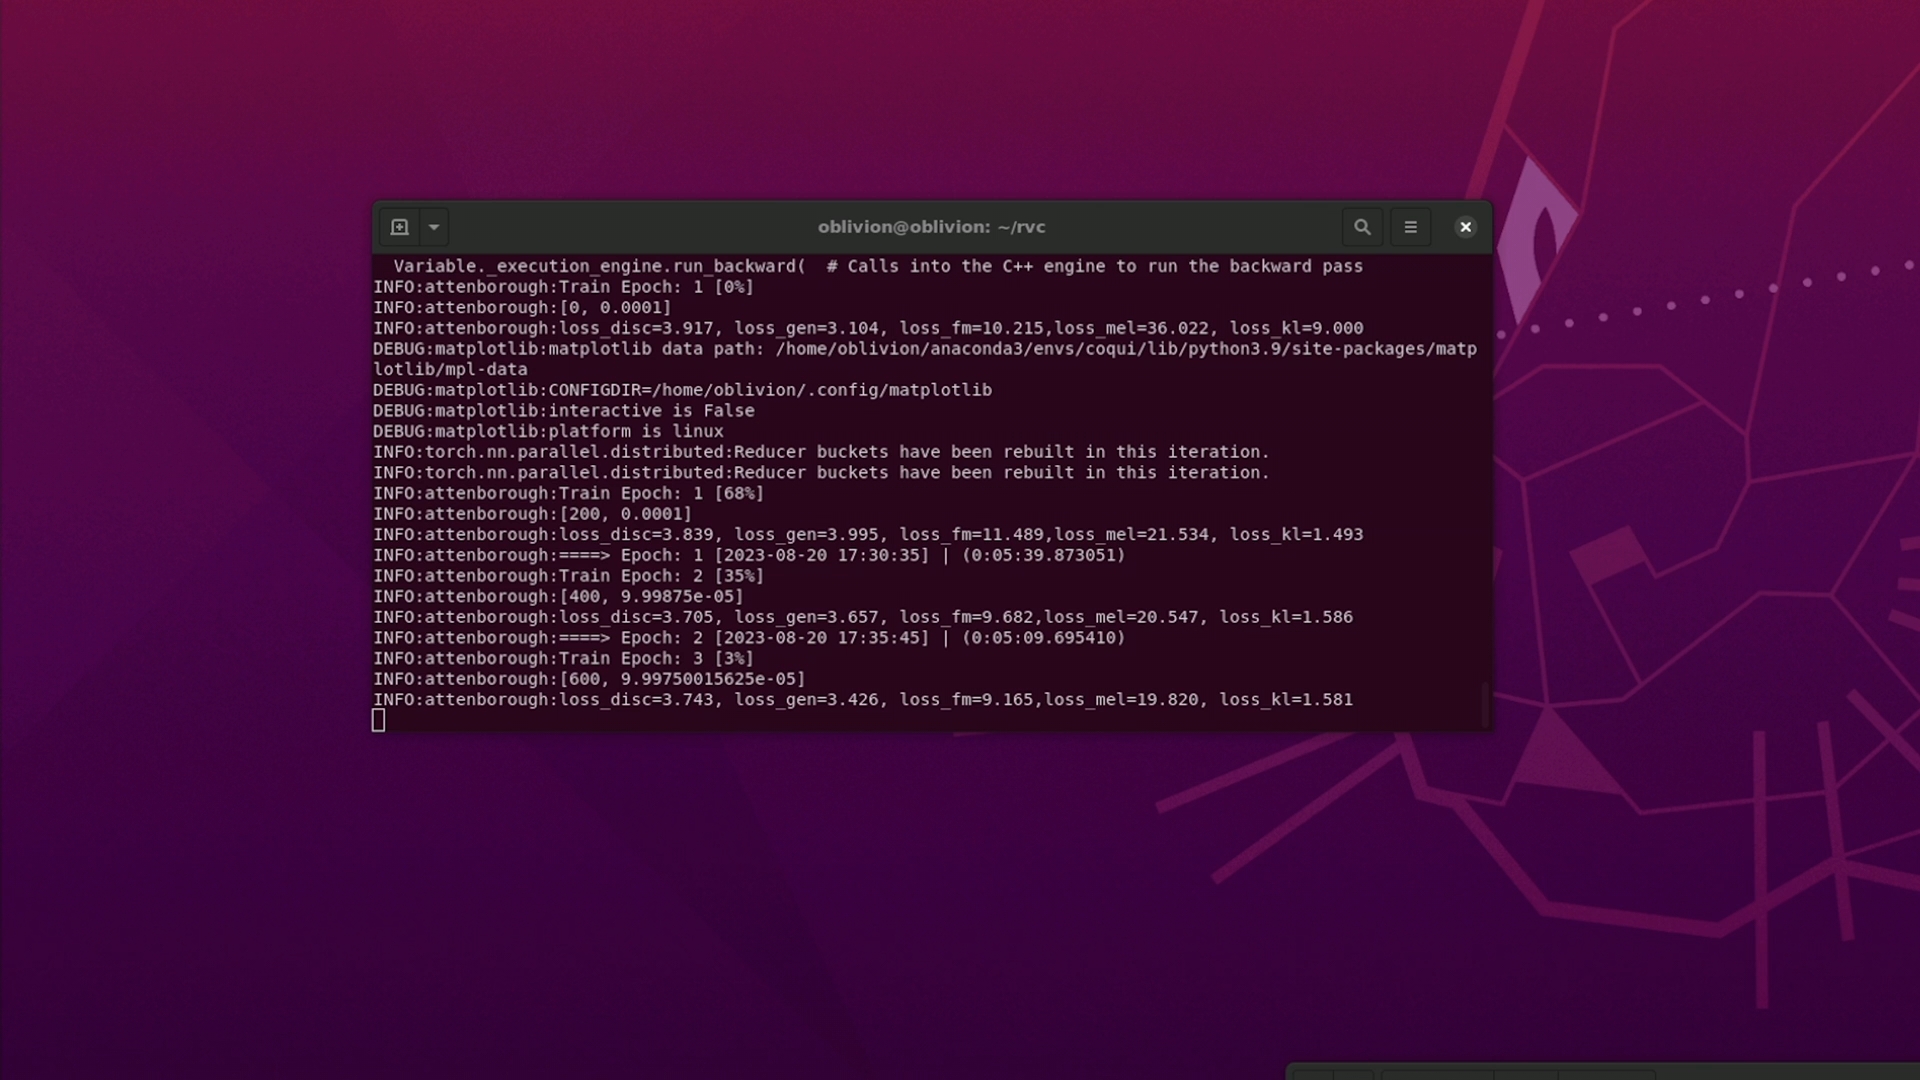 oblivion@oblivion: ~/rvc
Variable._execution_engine.run_backward(  # Calls into the C++ engine to run the backward pass
INFO:attenborough:Train Epoch: 1 [0%]
INFO:attenborough:[0, 0.0001]
INFO:attenborough:loss_disc=3.917, loss_gen=3.104, loss_fm=10.215,loss_mel=36.022, loss_kl=9.000
DEBUG:matplotlib:matplotlib data path: /home/oblivion/anaconda3/envs/coqui/lib/python3.9/site-packages/matp
lotlib/mpl-data
DEBUG:matplotlib:CONFIGDIR=/home/oblivion/.config/matplotlib
DEBUG:matplotlib:interactive is False
DEBUG:matplotlib:platform is linux
INFO:torch.nn.parallel.distributed:Reducer buckets have been rebuilt in this iteration.
INFO:torch.nn.parallel.distributed:Reducer buckets have been rebuilt in this iteration.
INFO:attenborough:Train Epoch: 1 [68%]
INFO:attenborough:[200, 0.0001]
INFO:attenborough:loss_disc=3.839, loss_gen=3.995, loss_fm=11.489,loss_mel=21.534, loss_kl=1.493
INFO:attenborough:====> Epoch: 1 [2023-08-20 17:30:35] | (0:05:39.873051)
INFO:attenborough:Train Epoch: 2 [35%]
INFO:attenborough:[400, 9.99875e-05]
INFO:attenborough:loss_disc=3.705, loss_gen=3.657, loss_fm=9.682,loss_mel=20.547, loss_kl=1.586
INFO:attenborough:====> Epoch: 2 [2023-08-20 17:35:45] | (0:05:09.695410)
INFO:attenborough:Train Epoch: 3 [3%]
INFO:attenborough:[600, 9.99750015625e-05]
INFO:attenborough:loss_disc=3.743, loss_gen=3.426, loss_fm=9.165,loss_mel=19.820, loss_kl=1.581